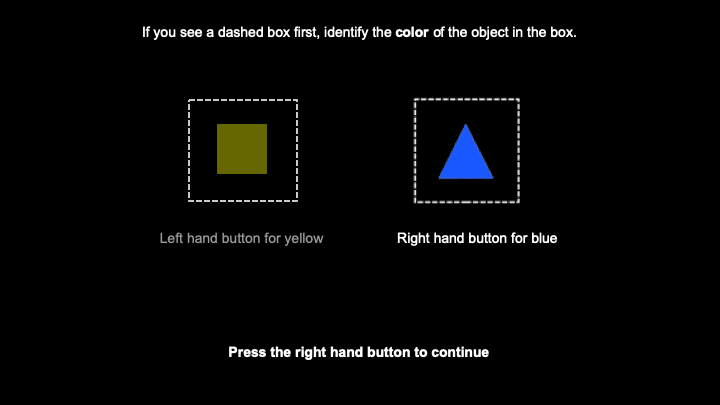 If you see a dashed box first, identify the color of the object in the box.
Left hand button for yellow
Right hand button for blue
Press the right hand button to continue